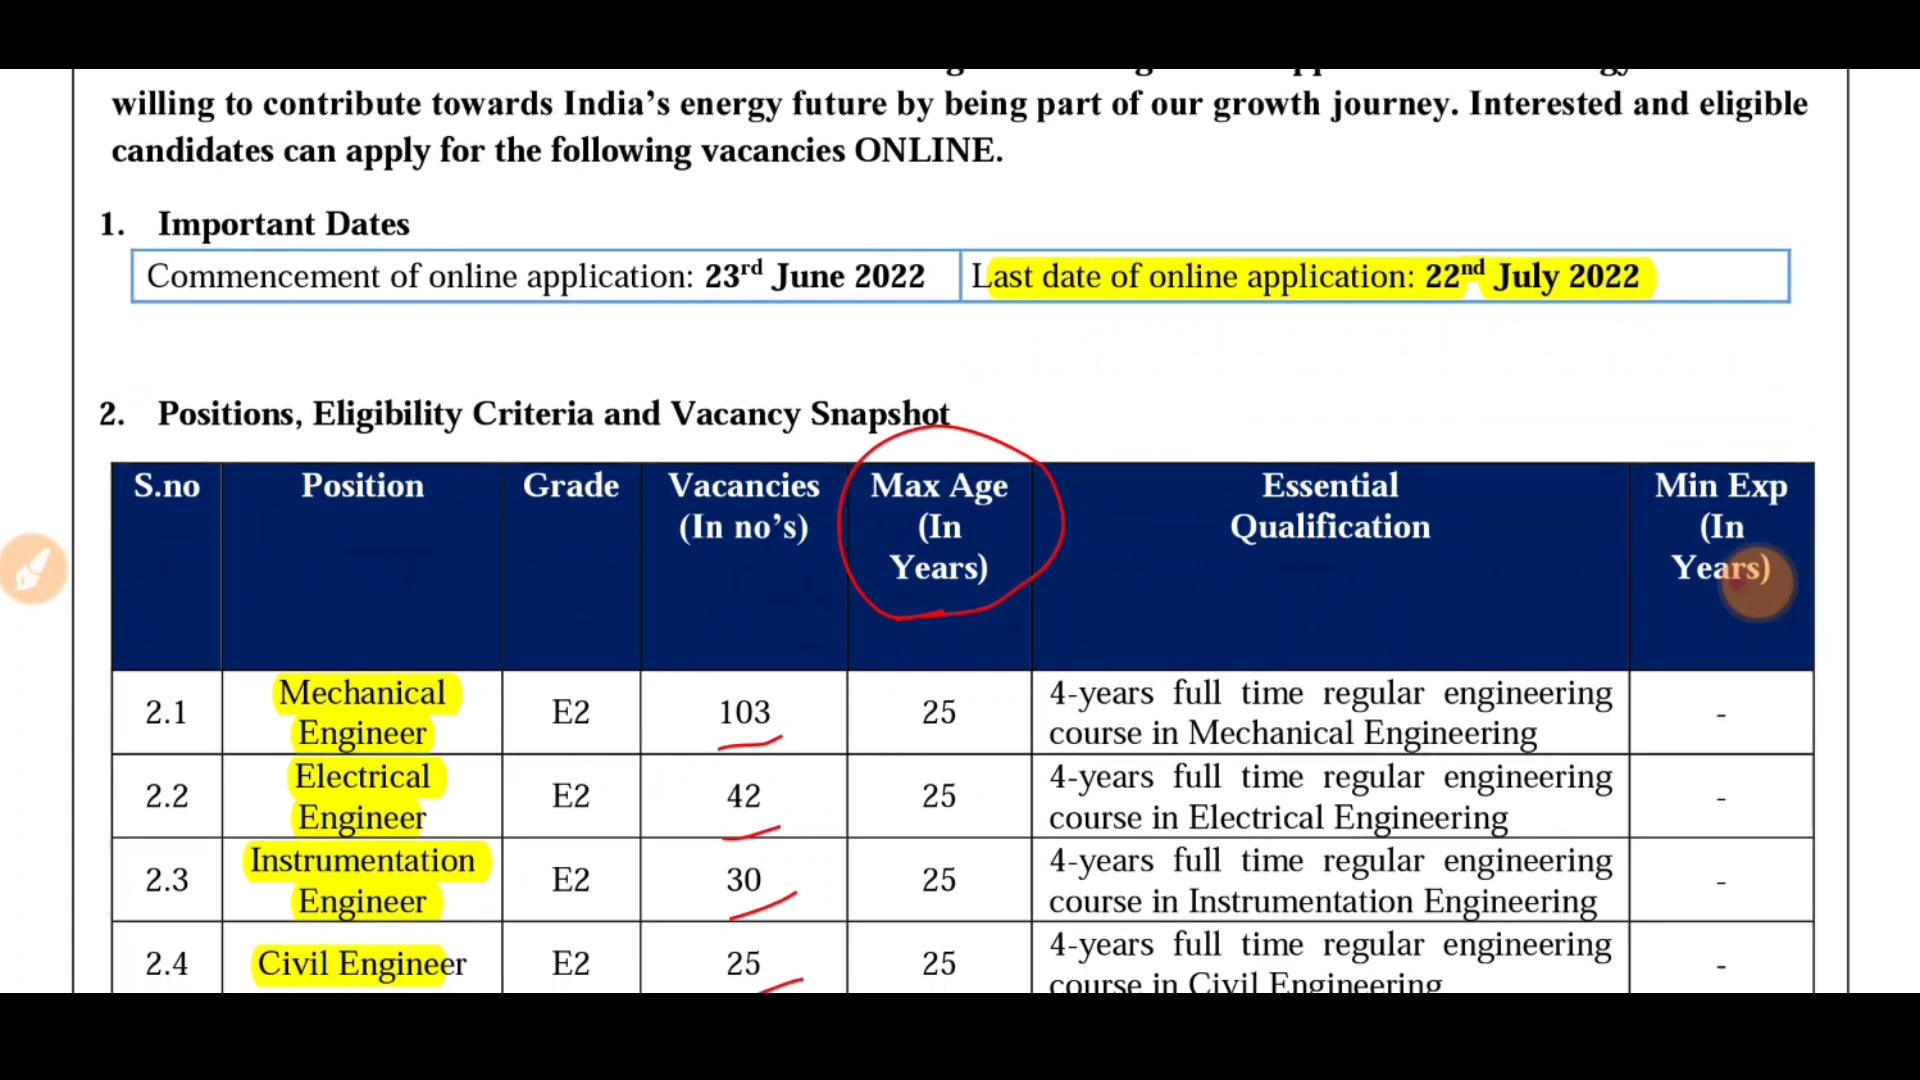 willing to contribute towards India's energy future by being part of our growth journey. Interested and eligible
candidates can apply for the following vacancies ONLINE.
1. Important Dates
Commencement of online application: 23rd June 2022 Last date of online application: 22nd July 2022
2. Positions, Eligibility Criteria and Vacancy Snapshot
S.no Position Grade Vacancies Max Age Essential Min Exp
(In no's) (In Qualification (In
Years) Years)
2.1 Mechanical Engineer E2 103 25 4-years full time regular engineering
course in Mechanical Engineering -
2.2 Electrical Engineer E2 42 25 4-years full time regular engineering
course in Electrical Engineering -
2.3 Instrumentation Engineer E2 30 25 4-years full time regular engineering
course in Instrumentation Engineering -
2.4 Civil Engineer E2 25 25 4-years full time regular engineering
course in Civil Engineering -